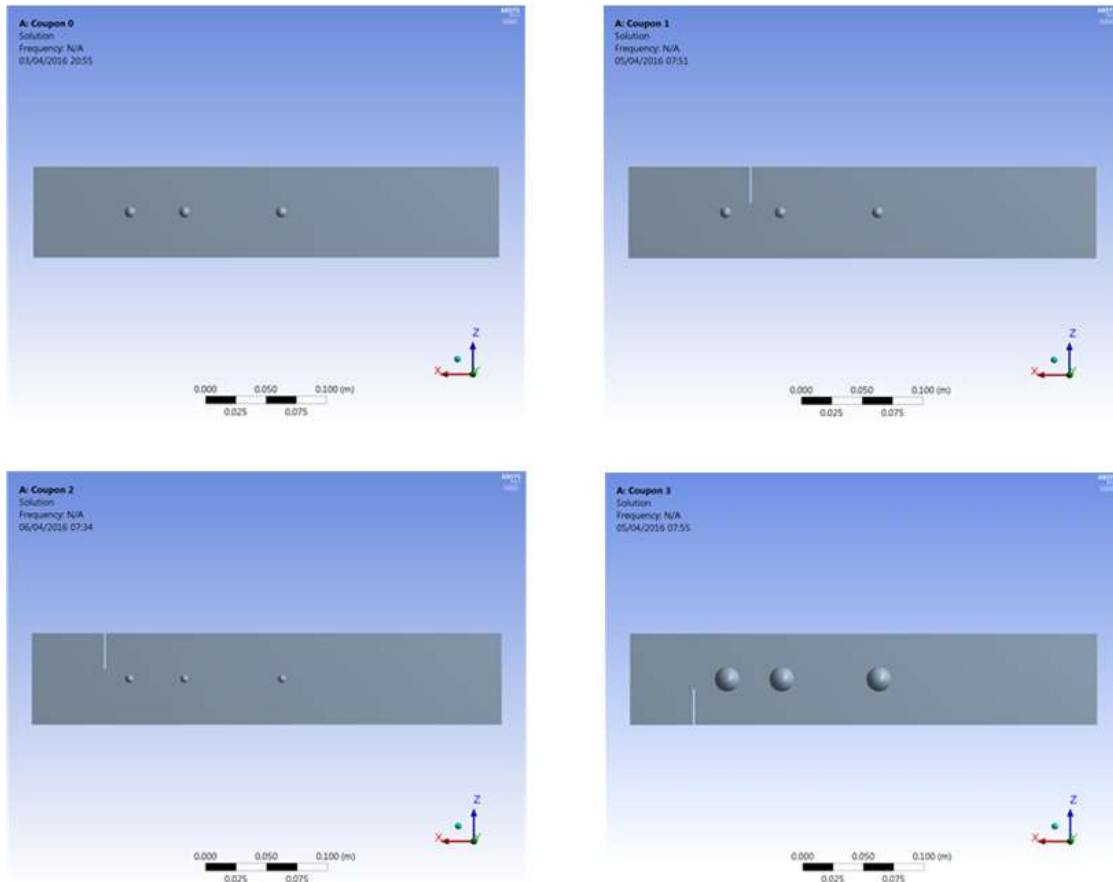 A: Coupon 0
Solution
Frequency: N/A
03/04/2016 20:55
ANSYS
Z
X
Y
0.000 0.050 0.100 (m)
0.025 0.075
A: Coupon 1
Solution
Frequency: N/A
05/04/2016 07:51
ANSYS
Z
X
Y
0.000 0.050 0.100 (m)
0.025 0.075
A: Coupon 2
Solution
Frequency: N/A
06/04/2016 07:34
ANSYS
Z
X
Y
0.000 0.050 0.100 (m)
0.025 0.075
A: Coupon 3
Solution
Frequency: N/A
05/04/2016 07:55
ANSYS
Z
X
Y
0.000 0.050 0.100 (m)
0.025 0.075